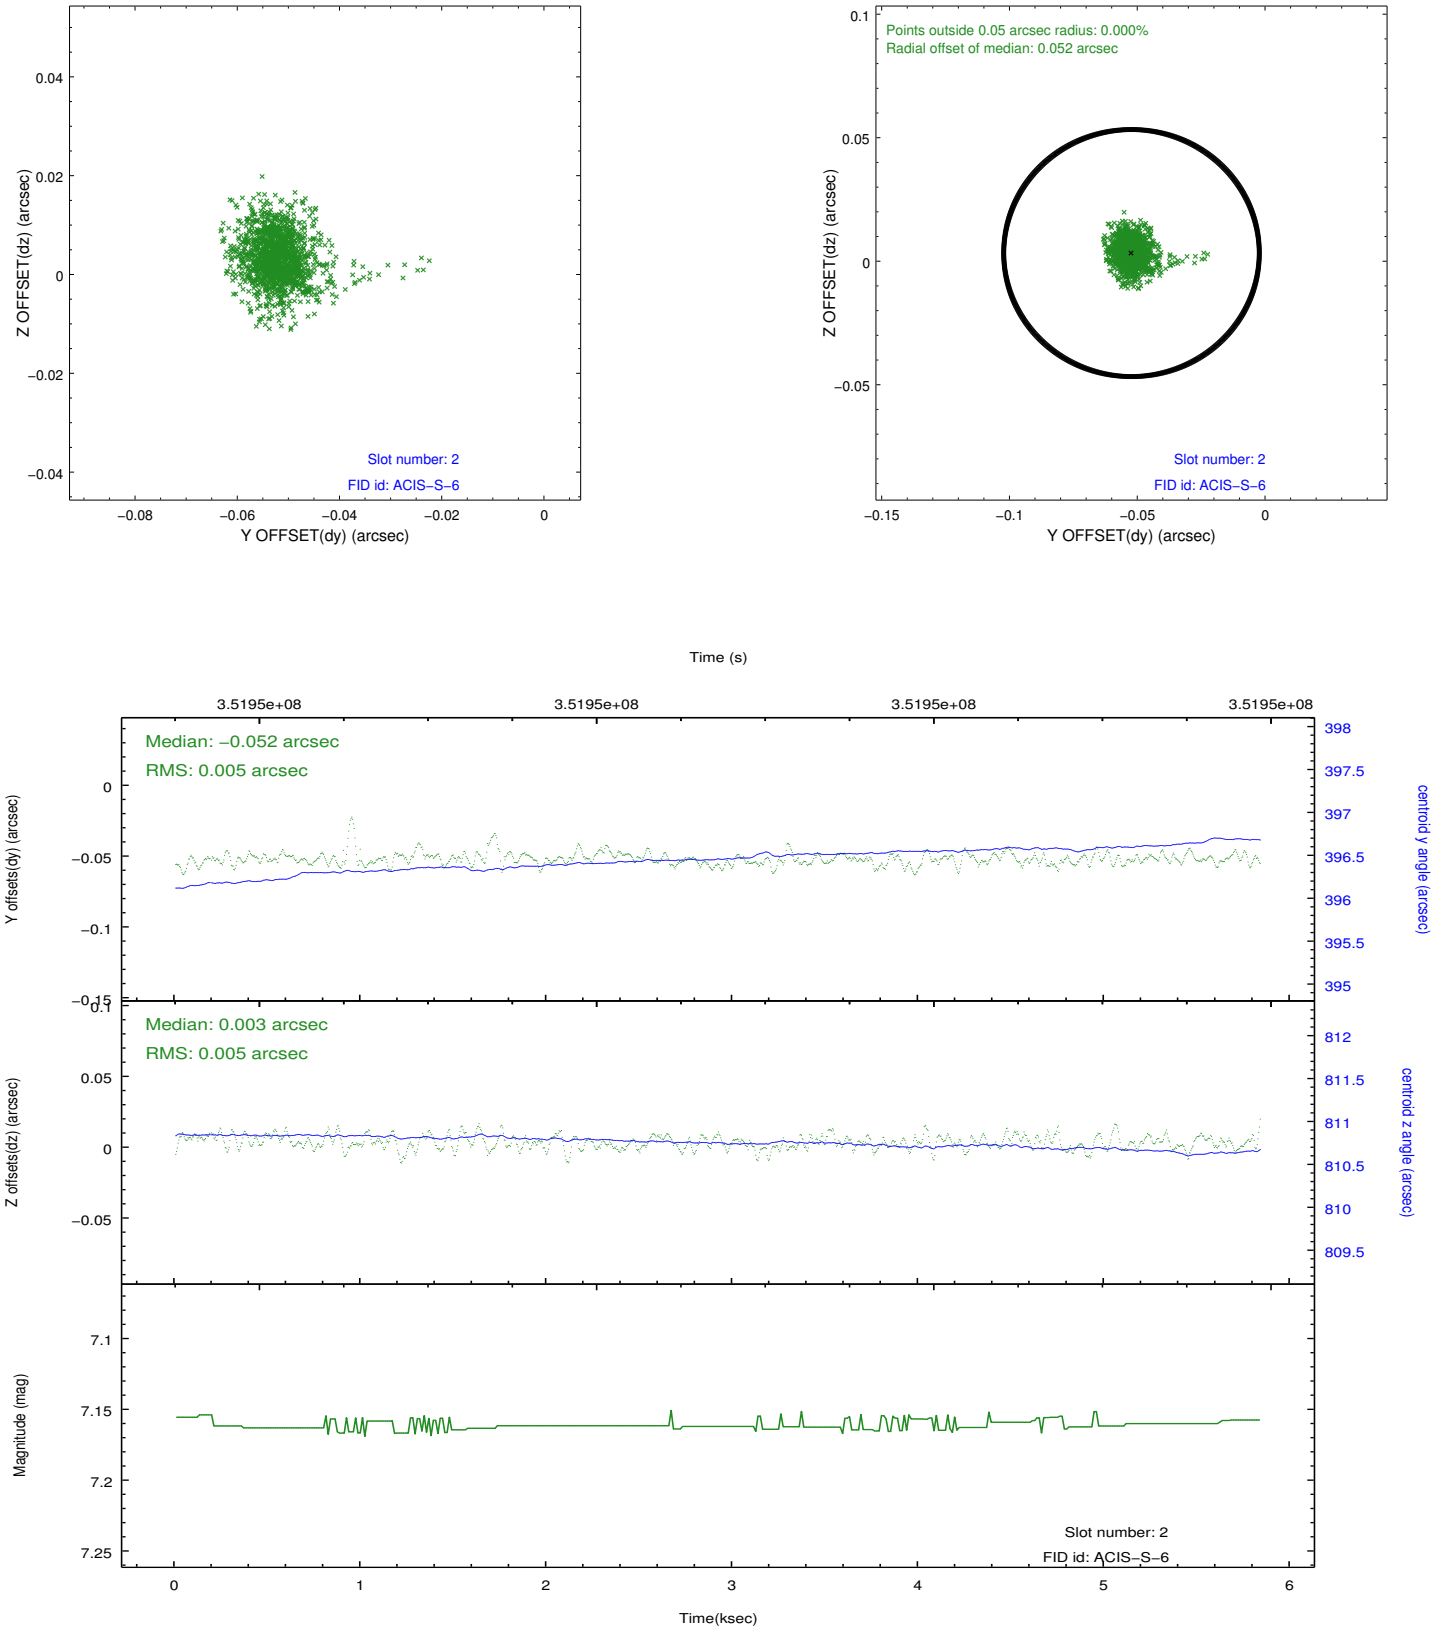 0.04
0.02
0
−0.02
−0.04
Z OFFSET(dz) (arcsec)
Slot number: 2
FID id: ACIS−S−6
−0.08
−0.06
−0.04
−0.02
0
Y OFFSET(dy) (arcsec)
Points outside 0.05 arcsec radius: 0.000%
Radial offset of median: 0.052 arcsec
0.1
0.05
0
−0.05
Z OFFSET(dz) (arcsec)
Slot number: 2
FID id: ACIS−S−6
−0.15
−0.1
−0.05
0
Y OFFSET(dy) (arcsec)
Time (s)
3.5195e+08
3.5195e+08
3.5195e+08
3.5195e+08
Median: −0.052 arcsec
RMS: 0.005 arcsec
0
−0.05
−0.1
−0.15
Y offsets(dy) (arcsec)
398
397.5
397
396.5
396
395.5
395
centroid y angle (arcsec)
Median: 0.003 arcsec
RMS: 0.005 arcsec
0.1
0.05
0
−0.05
Z offsets(dz) (arcsec)
812
811.5
811
810.5
810
809.5
centroid z angle (arcsec)
7.1
7.15
7.2
7.25
Magnitude (mag)
Slot number: 2
FID id: ACIS−S−6
0
1
2
3
4
5
6
Time(ksec)